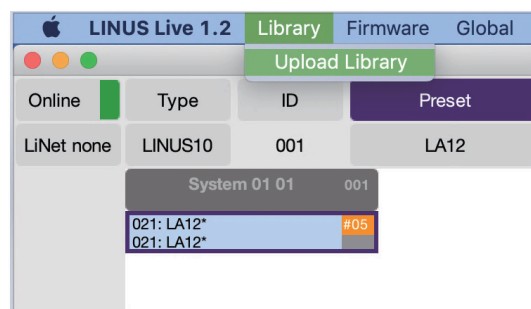 LINUS Live 1.2 Library Firmware Global
Upload Library
Online Type ID Preset
LiNet none LINUS10 001 LA12
System 01 01 001
021: LA12* #05
021: LA12*